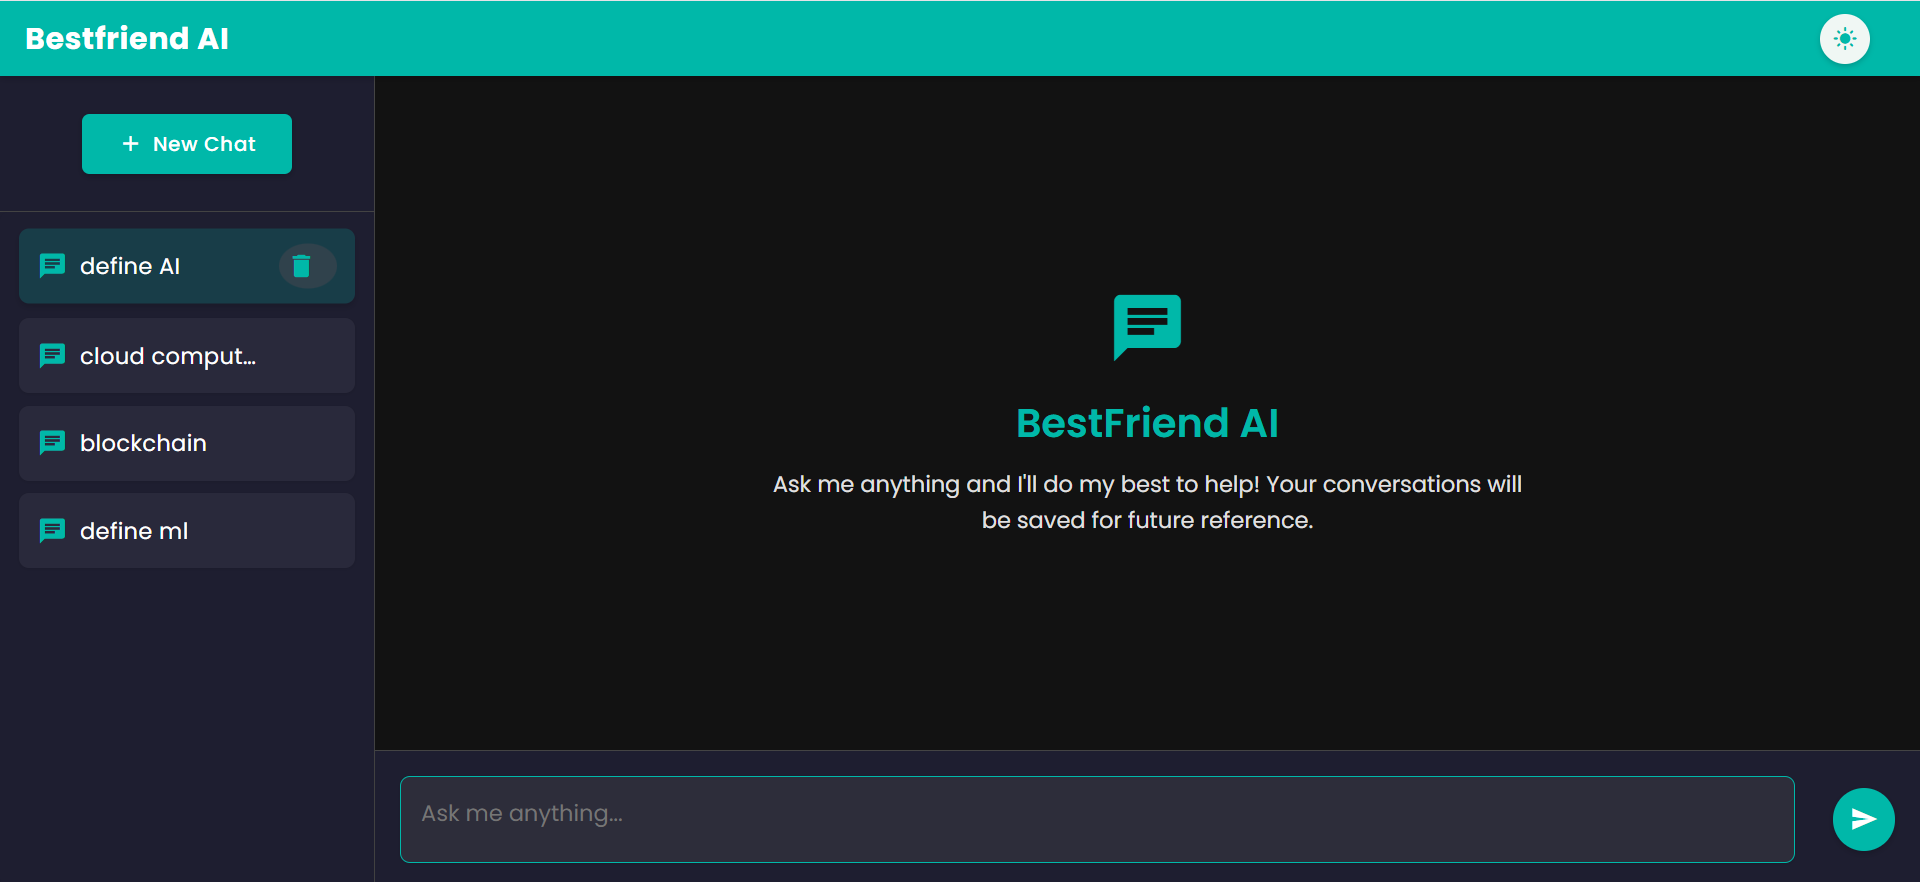 Bestfriend AI
+ New Chat
define AI
cloud comput...
blockchain
define ml
BestFriend AI
Ask me anything and I'll do my best to help! Your conversations will
be saved for future reference.
Ask me anything...